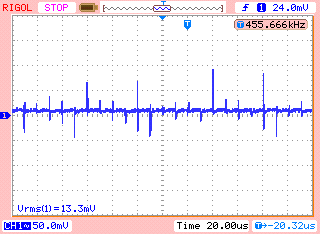 RIGOL STOP T f 1 24.0mV
T 455.666kHz
1
Vrms(1)=13.3mV
CH1 50.0mV Time 20.00us T→-20.32us